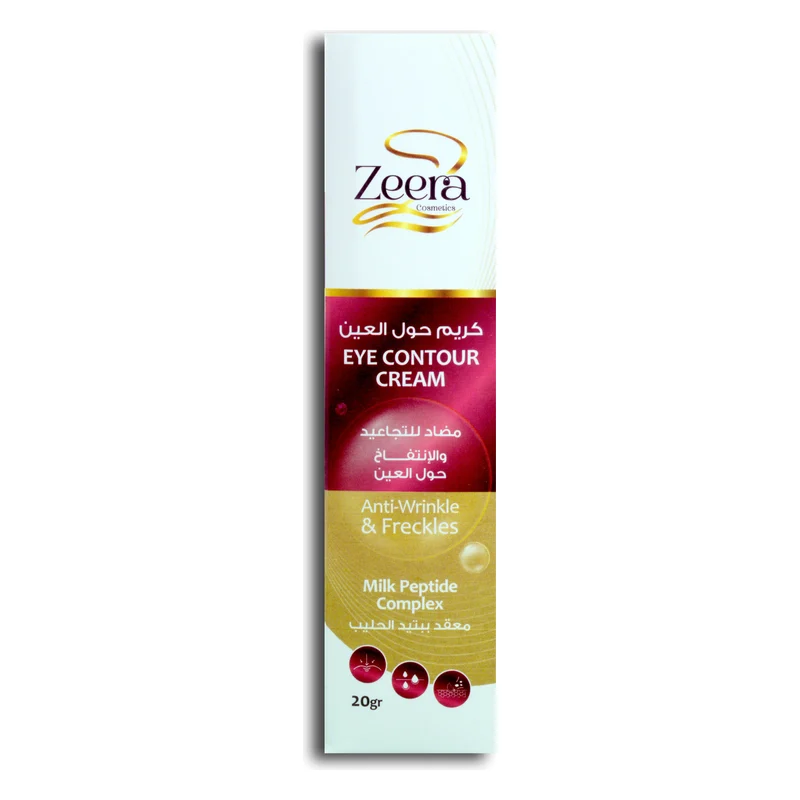 Zeera
Cosmetics
كريم حول العين
EYE CONTOUR
CREAM
مضاد للتجاعيد
والإنتفاخ
حول العين
Anti-Wrinkle
& Freckles
Milk Peptide
Complex
معقد ببتيد الحليب
20gr